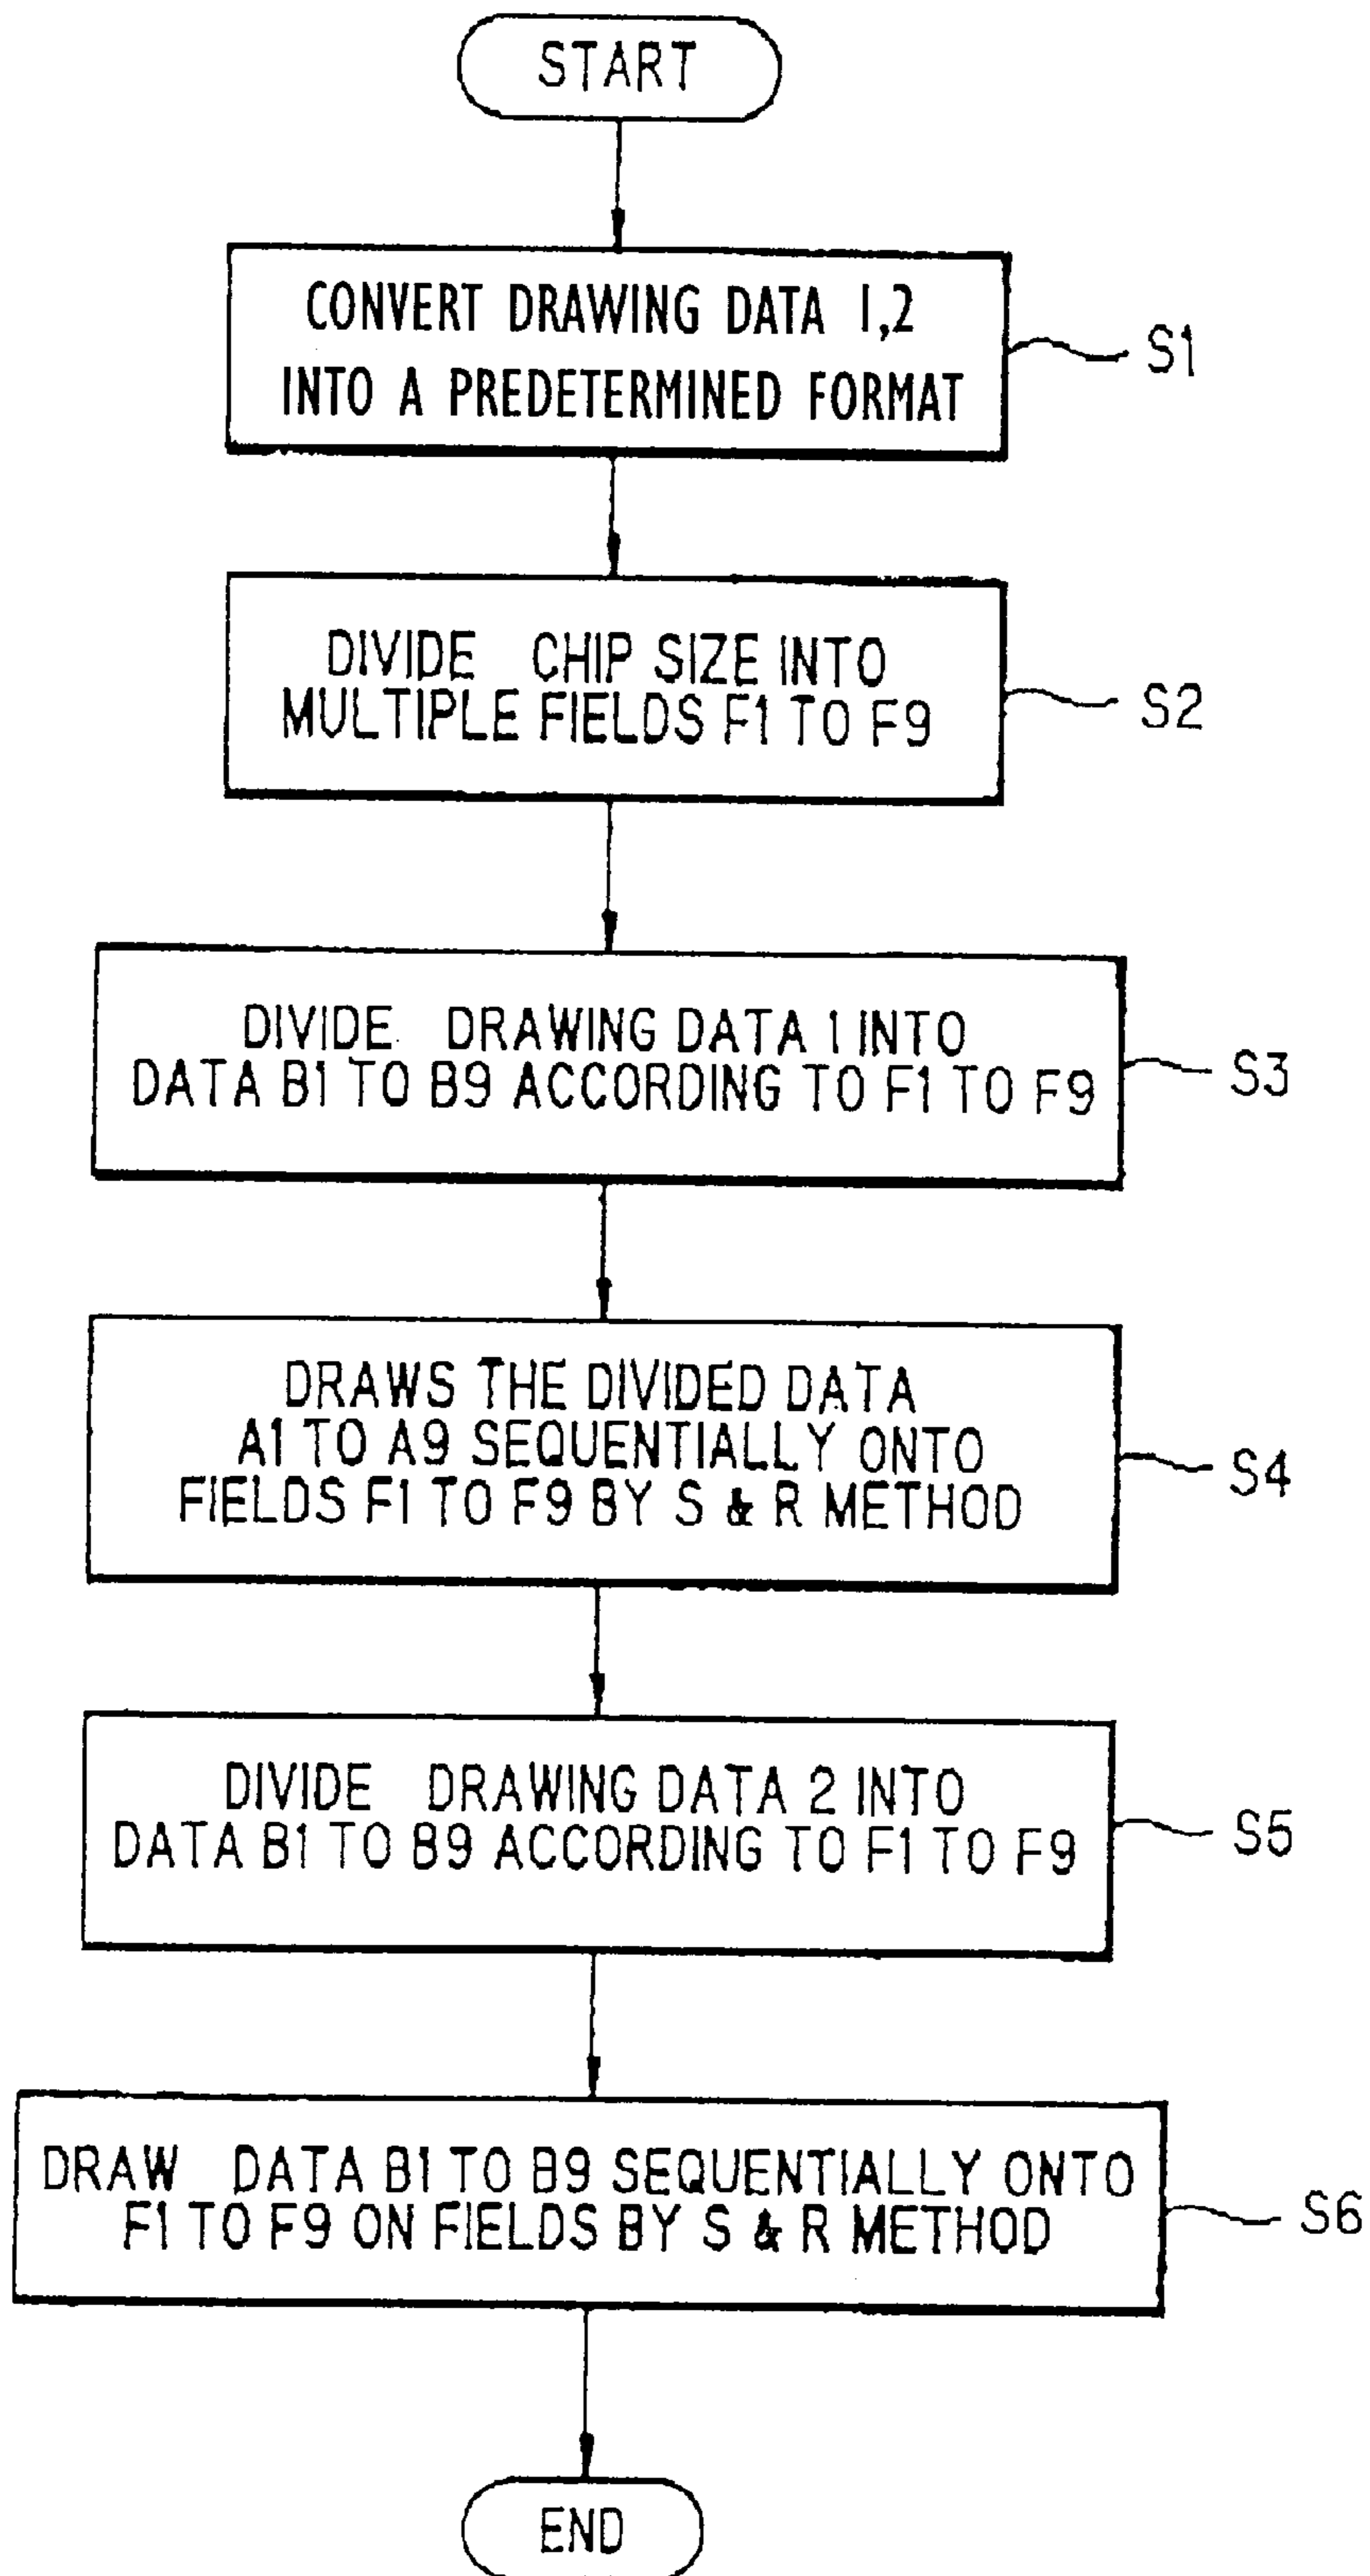 START
CONVERT DRAWING DATA 1,2
INTO A PREDETERMINED FORMAT
S1
DIVIDE CHIP SIZE INTO
MULTIPLE FIELDS F1 TO F9
S2
DIVIDE DRAWING DATA 1 INTO
DATA B1 TO B9 ACCORDING TO F1 TO F9
S3
DRAWS THE DIVIDED DATA
A1 TO A9 SEQUENTIALLY ONTO
FIELDS F1 TO F9 BY S & R METHOD
S4
DIVIDE DRAWING DATA 2 INTO
DATA B1 TO B9 ACCORDING TO F1 TO F9
S5
DRAW DATA B1 TO B9 SEQUENTIALLY ONTO
F1 TO F9 ON FIELDS BY S & R METHOD
S6
END